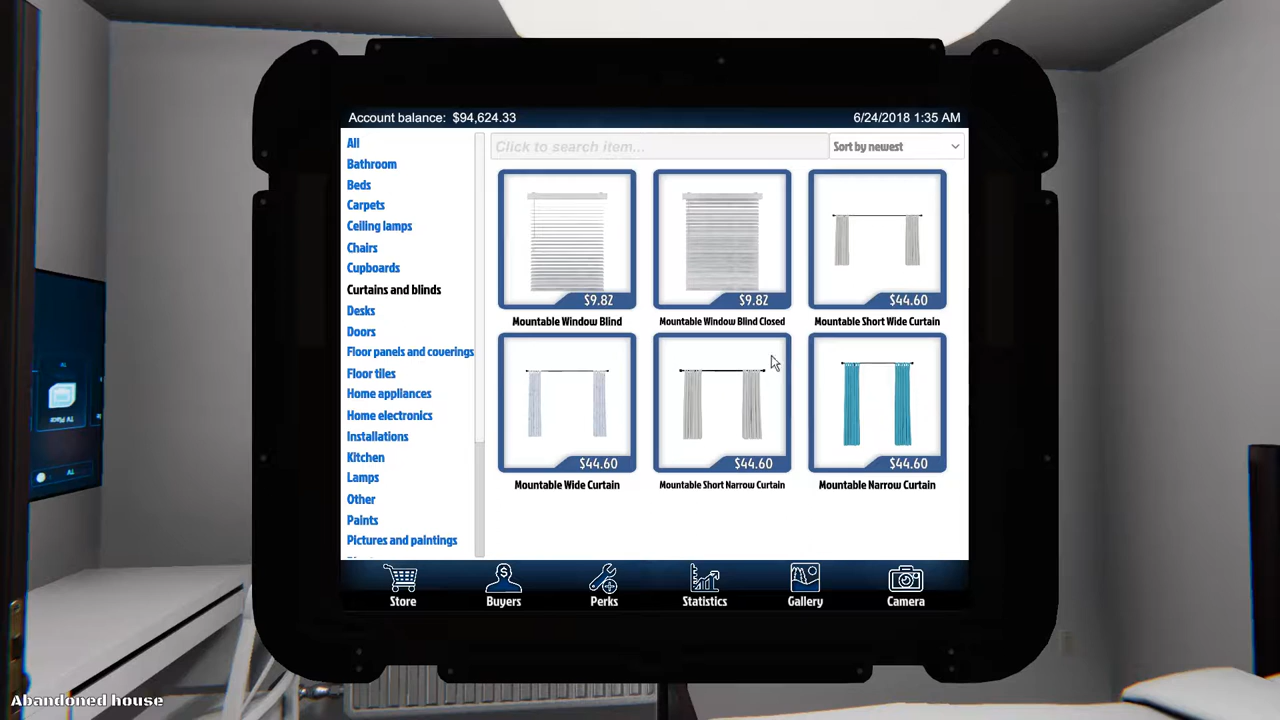 Account balance: $94,624.33
6/24/2018 1:35 AM
All
Bathroom
Beds
Carpets
Ceiling lamps
Chairs
Cupboards
Curtains and blinds
Desks
Doors
Floor panels and coverings
Floor tiles
Home appliances
Home electronics
Installations
Kitchen
Lamps
Other
Paints
Pictures and paintings
Click to search item...
Sort by newest
$9.82
$9.82
$44.60
Mountable Window Blind
Mountable Window Blind Closed
Mountable Short Wide Curtain
$44.60
$44.60
$44.60
Mountable Wide Curtain
Mountable Short Narrow Curtain
Mountable Narrow Curtain
Store
Buyers
Perks
Statistics
Gallery
Camera
Abandoned house